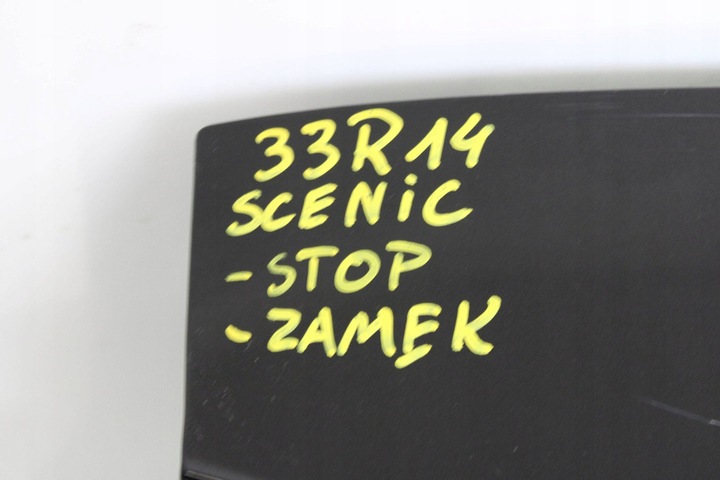 33R14
SCENiC
-STOP
-ZAMEK